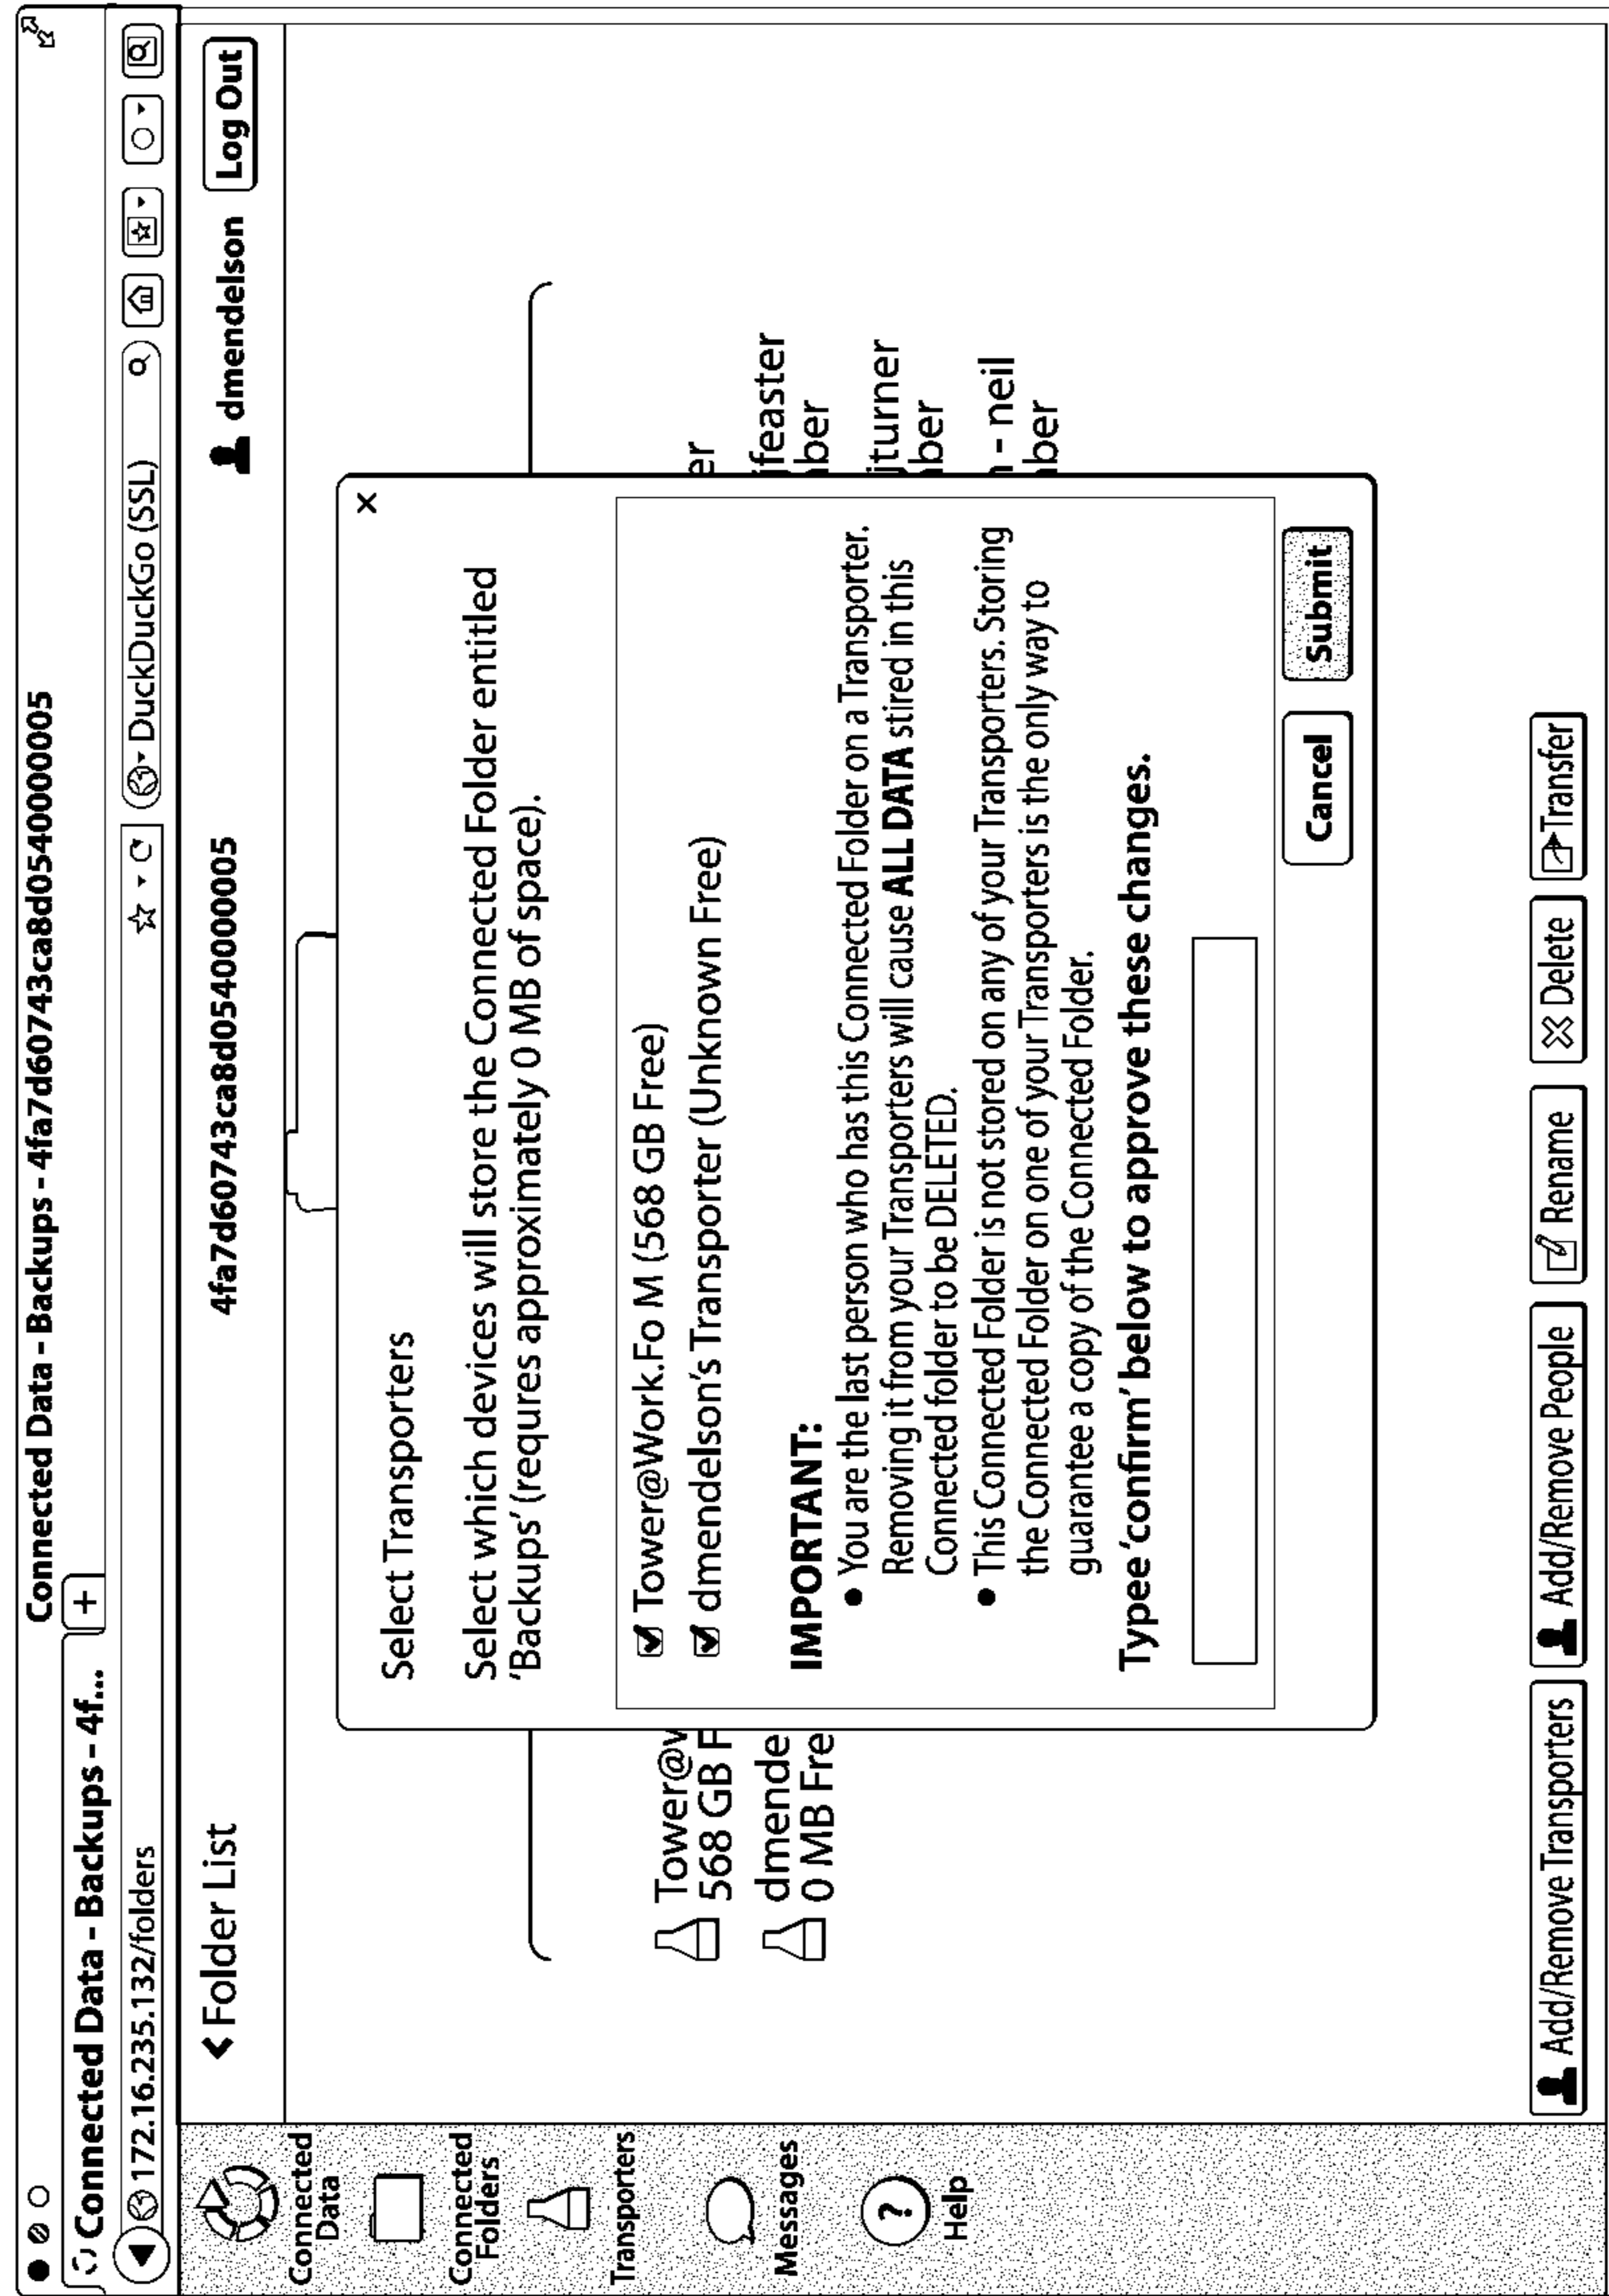 Connected Data - Backups - 4fa7d60743ca8d0540000005
Connected Data - Backups - 4f...
+
172.16.235.132/folders
DuckDuckGo (SSL)
Folder List
4fa7d60743ca8d0540000005
dmendelson
Log Out
Connected
Data
Connected
Folders
Transporters
Messages
?
Help
568 GB F
dmende
0 MB Fre
er
ifeaster
ber
jturner
ber
- neil
ber
Select Transporters
x
Select which devices will store the Connected Folder entitled
'Backups' (requres approximately 0 MB of space).
Tower@Work.Fo M (568 GB Free)
dmendelson's Transporter (Unknown Free)
IMPORTANT:
• You are the last person who has this Connected Folder on a Transporter.
Removing it from your Transporters will cause ALL DATA stired in this
Connected folder to be DELETED.
• This Connected Folder is not stored on any of your Transporters. Storing
the Connected Folder on one of your Transporters is the only way to
guarantee a copy of the Connected Folder.
Typee 'confirm' below to approve these changes.
Cancel
Submit
Add/Remove Transporters
Add/Remove People
Rename
Delete
Transfer